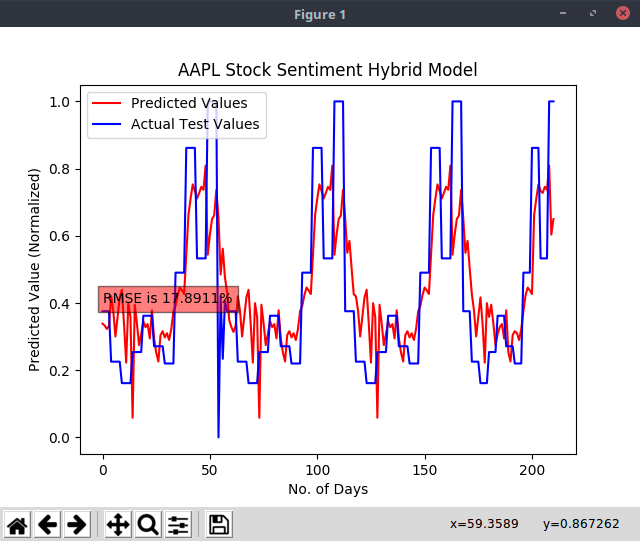 Figure 1
AAPL Stock Sentiment Hybrid Model
Predicted Values
Actual Test Values
RMSE is 17.8911%
Predicted Value (Normalized)
1.0
0.8
0.6
0.4
0.2
0.0
0
50
100
150
200
No. of Days
x=59.3589 y=0.867262